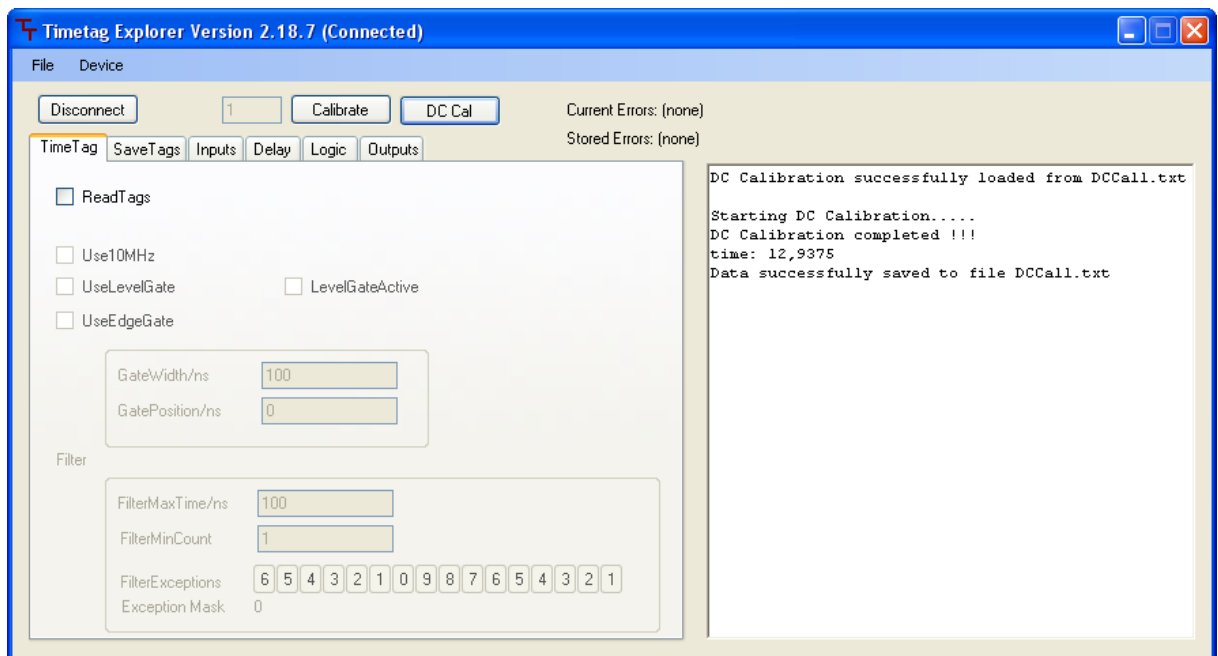 Timetag Explorer Version 2.18.7 (Connected)
File Device
Disconnect 1 Calibrate DC Cal
Current Errors: (none)
Stored Errors: (none)
TimeTag SaveTags Inputs Delay Logic Outputs
ReadTags
Use10MHz
UseLevelGate LevelGateActive
UseEdgeGate
GateWidth/ns 100
GatePosition/ns 0
Filter
FilterMaxTime/ns 100
FilterMinCount 1
FilterExceptions 6 5 4 3 2 1 0 9 8 7 6 5 4 3 2 1
Exception Mask 0
DC Calibration successfully loaded from DCCall.txt
Starting DC Calibration.....
DC Calibration completed !!!
time: 12,9375
Data successfully saved to file DCCall.txt